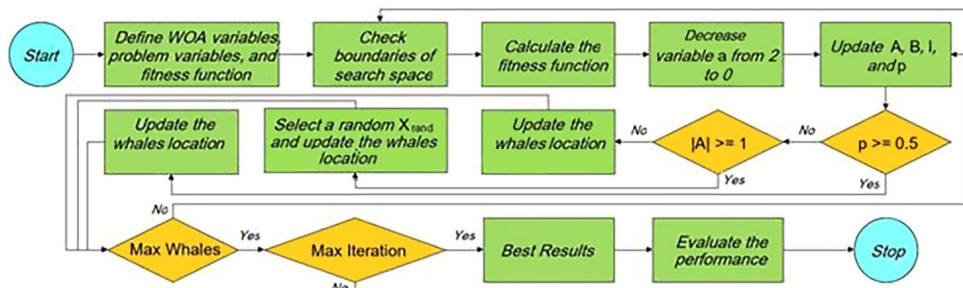 Start
Define WOA variables,
problem variables, and
fitness function
Check
boundaries of
search space
Calculate the
fitness function
Decrease
variable a from 2
to 0
Update A, B, l,
and p
Update the
whales location
Select a random Xrand
and update the whales
location
Update the
whales location
No
|A| >= 1
No
p >= 0.5
Yes
Yes
No
Max Whales
Yes
Max Iteration
Yes
Best Results
Evaluate the
performance
Stop
No